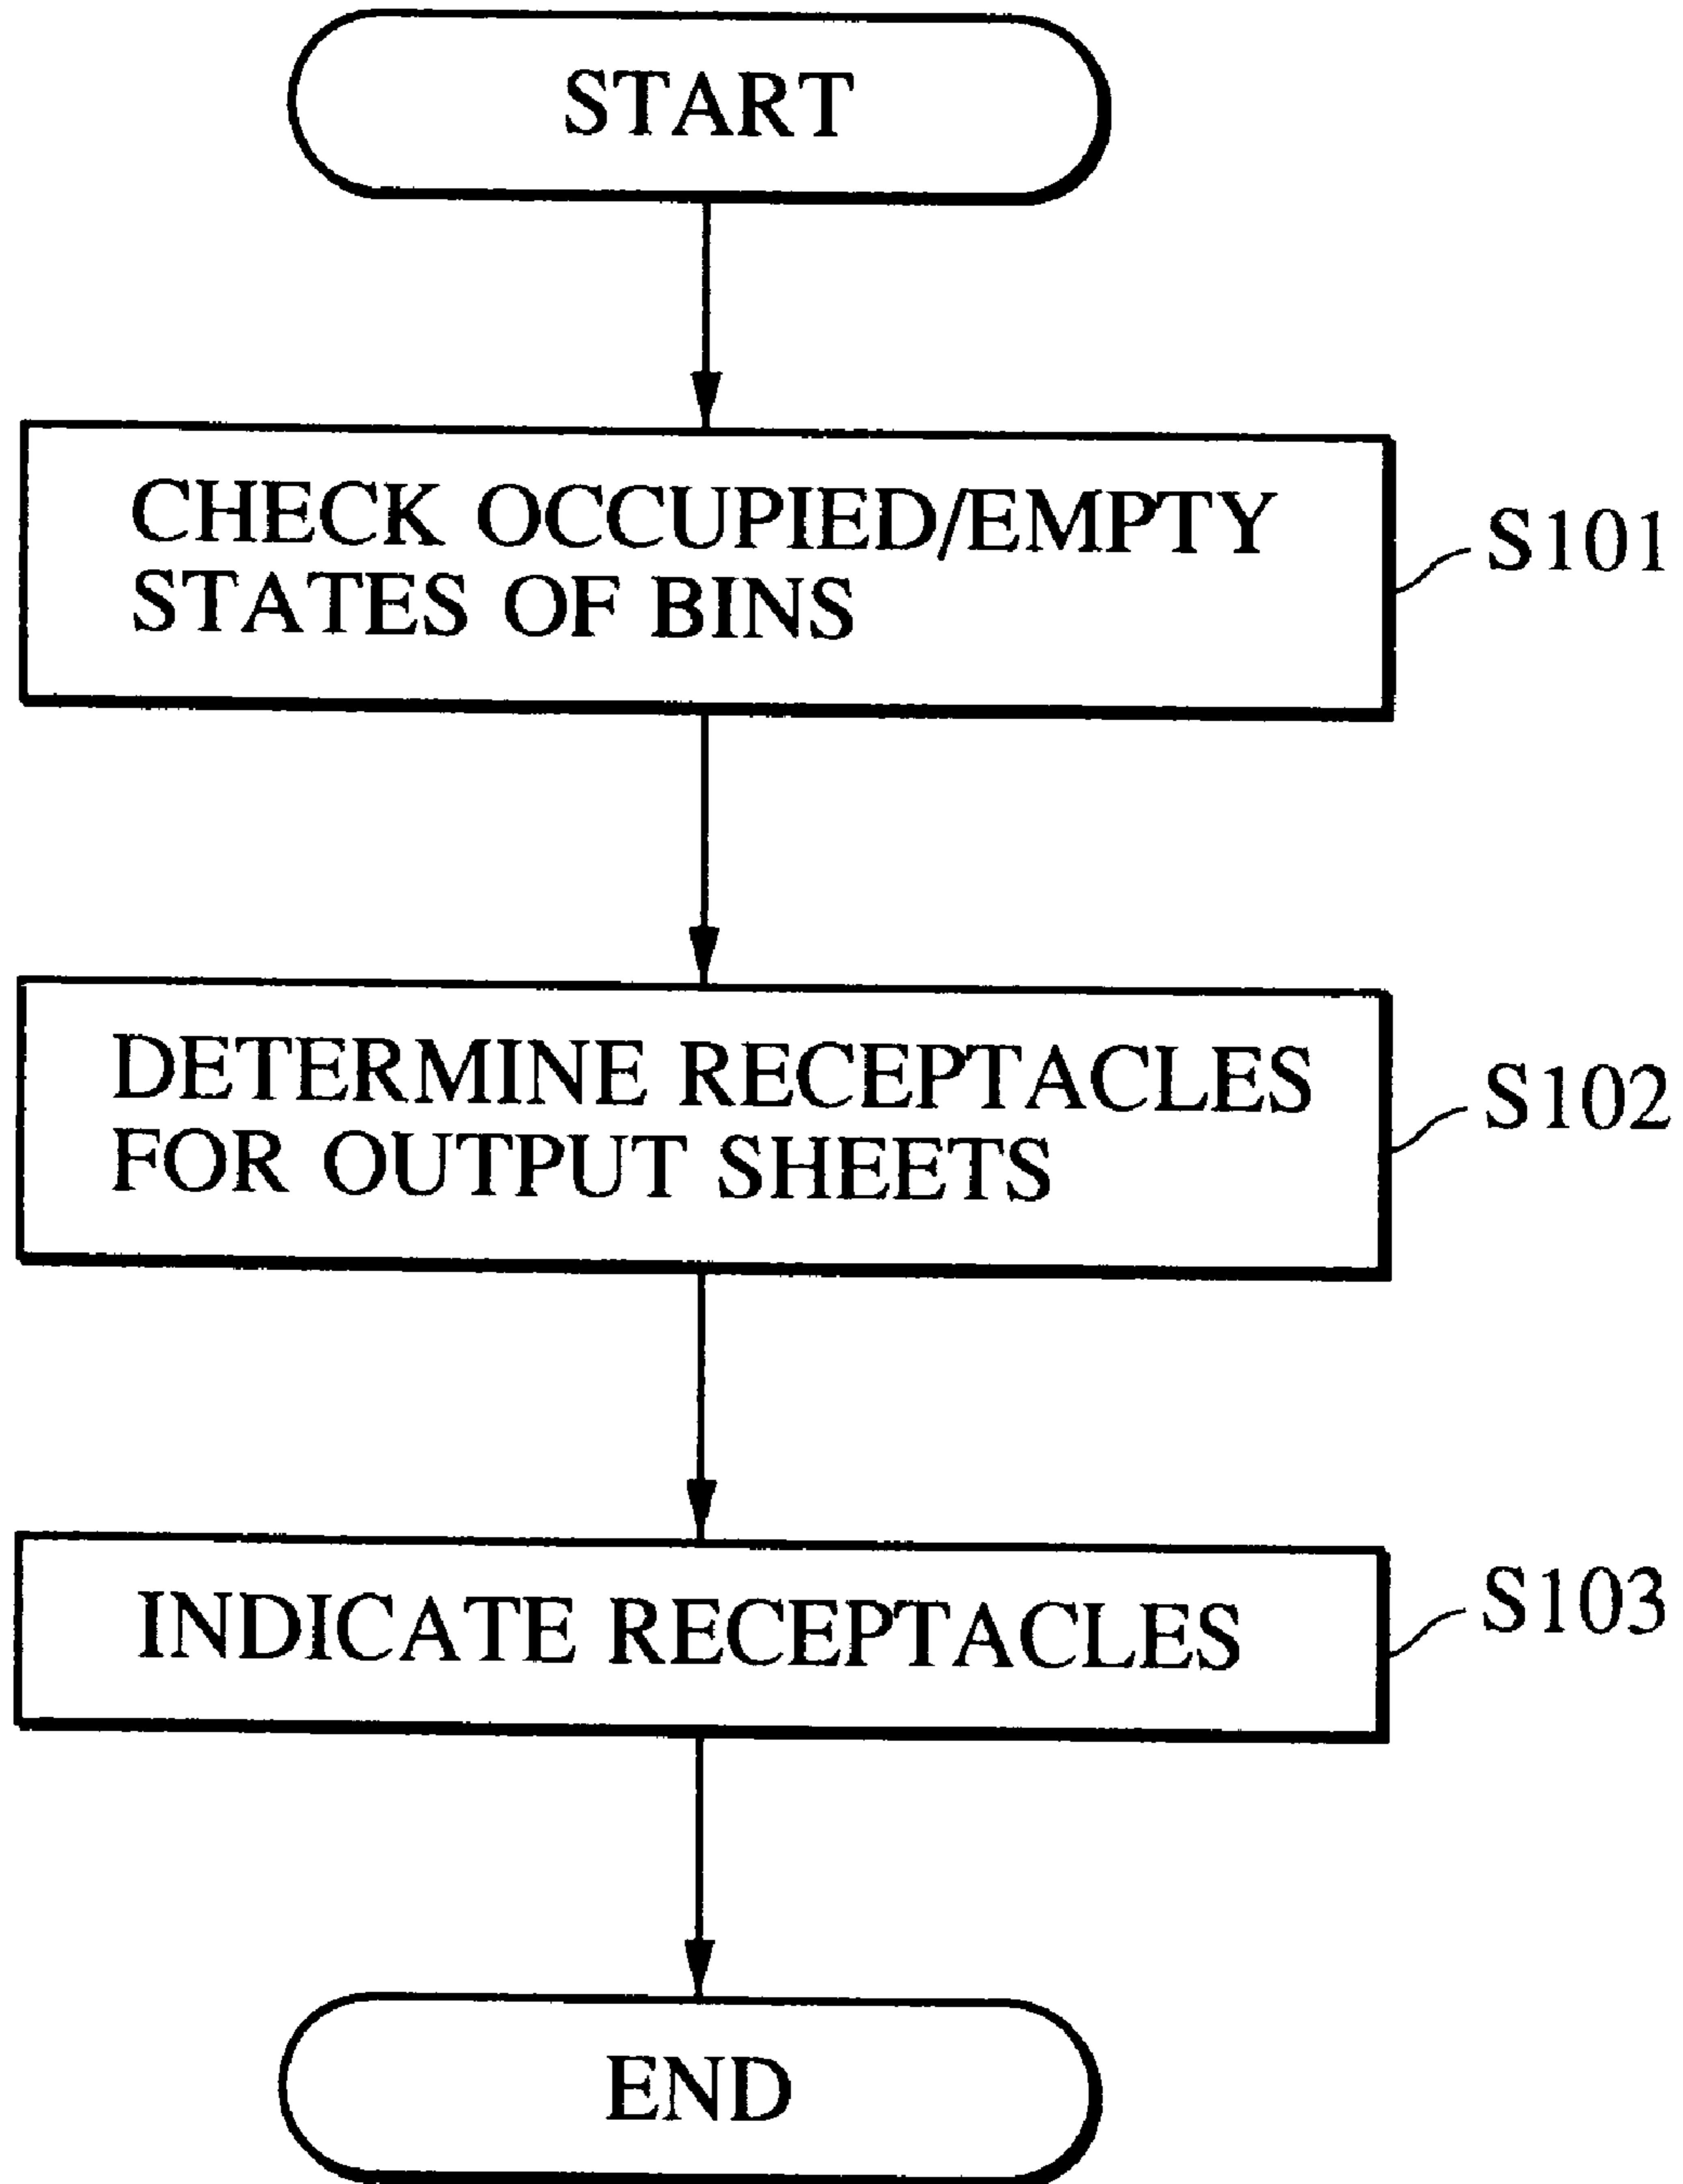 START
CHECK OCCUPIED/EMPTY
STATES OF BINS
S101
DETERMINE RECEPTACLES
FOR OUTPUT SHEETS
S102
INDICATE RECEPTACLES
S103
END